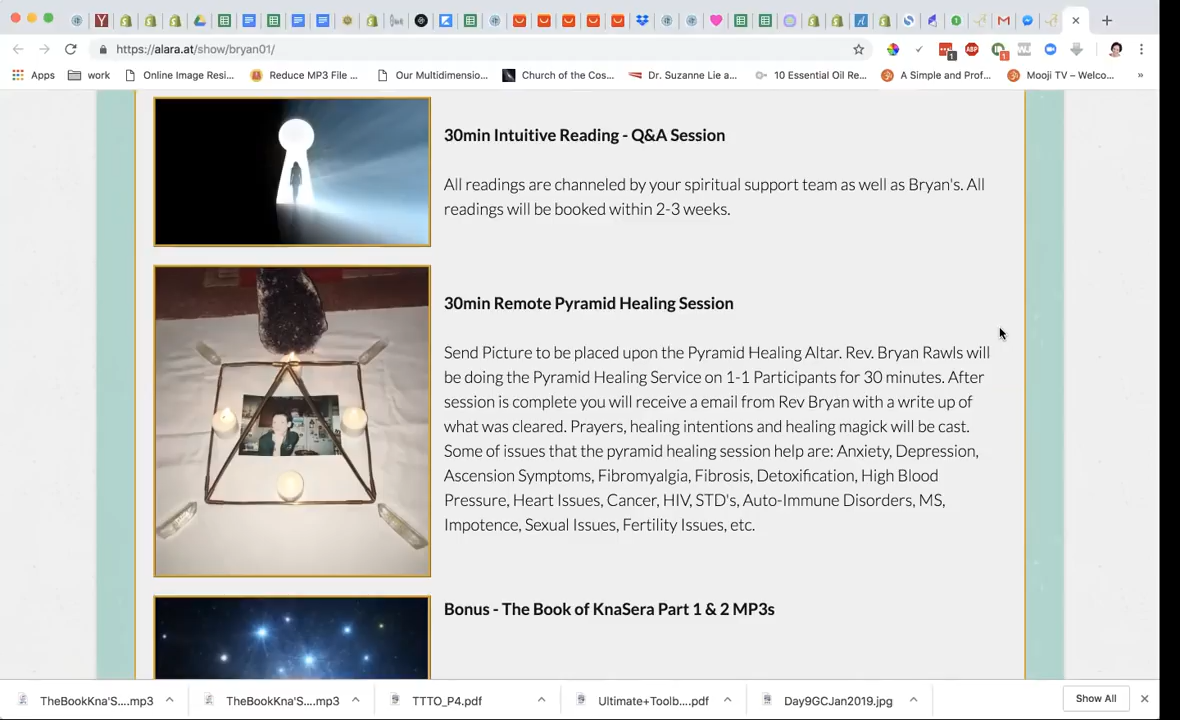 https://alara.at/show/bryan01/
Apps
work
Online Image Resi...
Reduce MP3 File ...
Our Multidimensio...
Church of the Cos...
Dr. Suzanne Lie a...
10 Essential Oil Re...
A Simple and Prof...
Mooji TV – Welco...
»
30min Intuitive Reading - Q&A Session
All readings are channeled by your spiritual support team as well as Bryan's. All
readings will be booked within 2-3 weeks.
30min Remote Pyramid Healing Session
Send Picture to be placed upon the Pyramid Healing Altar. Rev. Bryan Rawls will
be doing the Pyramid Healing Service on 1-1 Participants for 30 minutes. After
session is complete you will receive a email from Rev Bryan with a write up of
what was cleared. Prayers, healing intentions and healing magick will be cast.
Some of issues that the pyramid healing session help are: Anxiety, Depression,
Ascension Symptoms, Fibromyalgia, Fibrosis, Detoxification, High Blood
Pressure, Heart Issues, Cancer, HIV, STD's, Auto-Immune Disorders, MS,
Impotence, Sexual Issues, Fertility Issues, etc.
Bonus - The Book of KnaSera Part 1 & 2 MP3s
TheBookKna'S....mp3
TheBookKna'S....mp3
TTTO_P4.pdf
Ultimate+Toolb....pdf
Day9GCJan2019.jpg
Show All